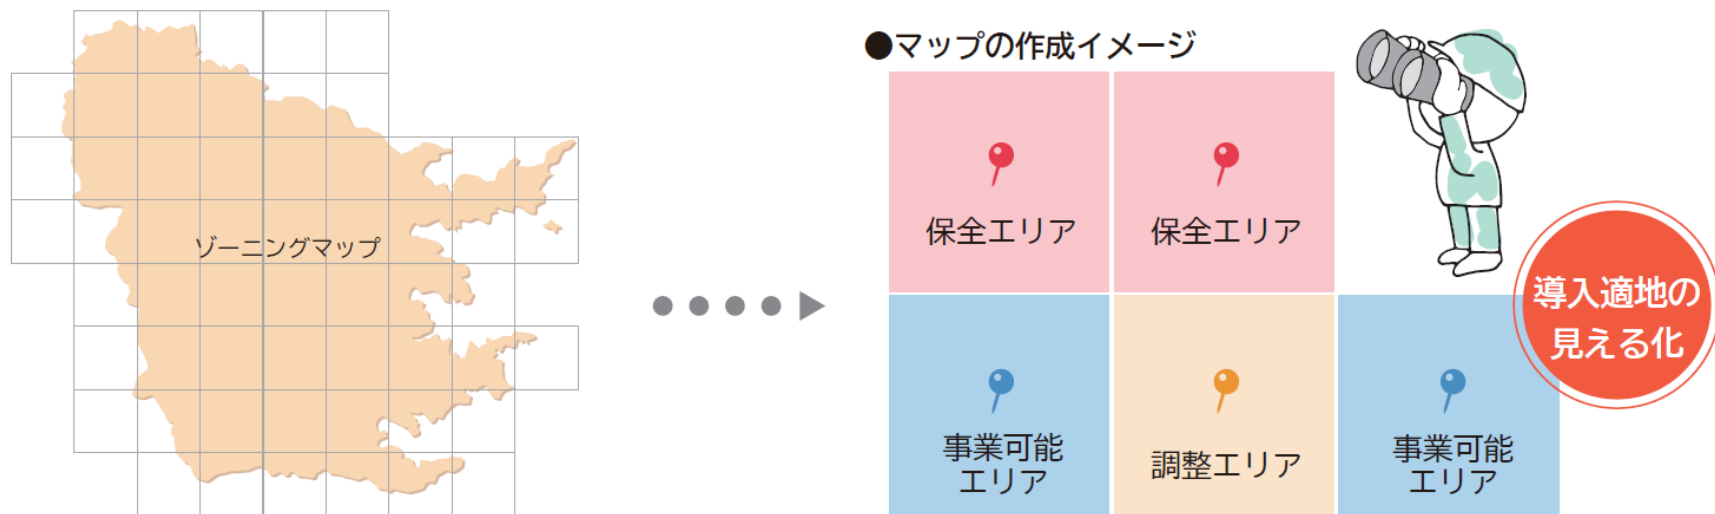 ゾーニングマップ
●マップの作成イメージ
保全エリア
保全エリア
事業可能
エリア
調整エリア
事業可能
エリア
導入適地の
見える化